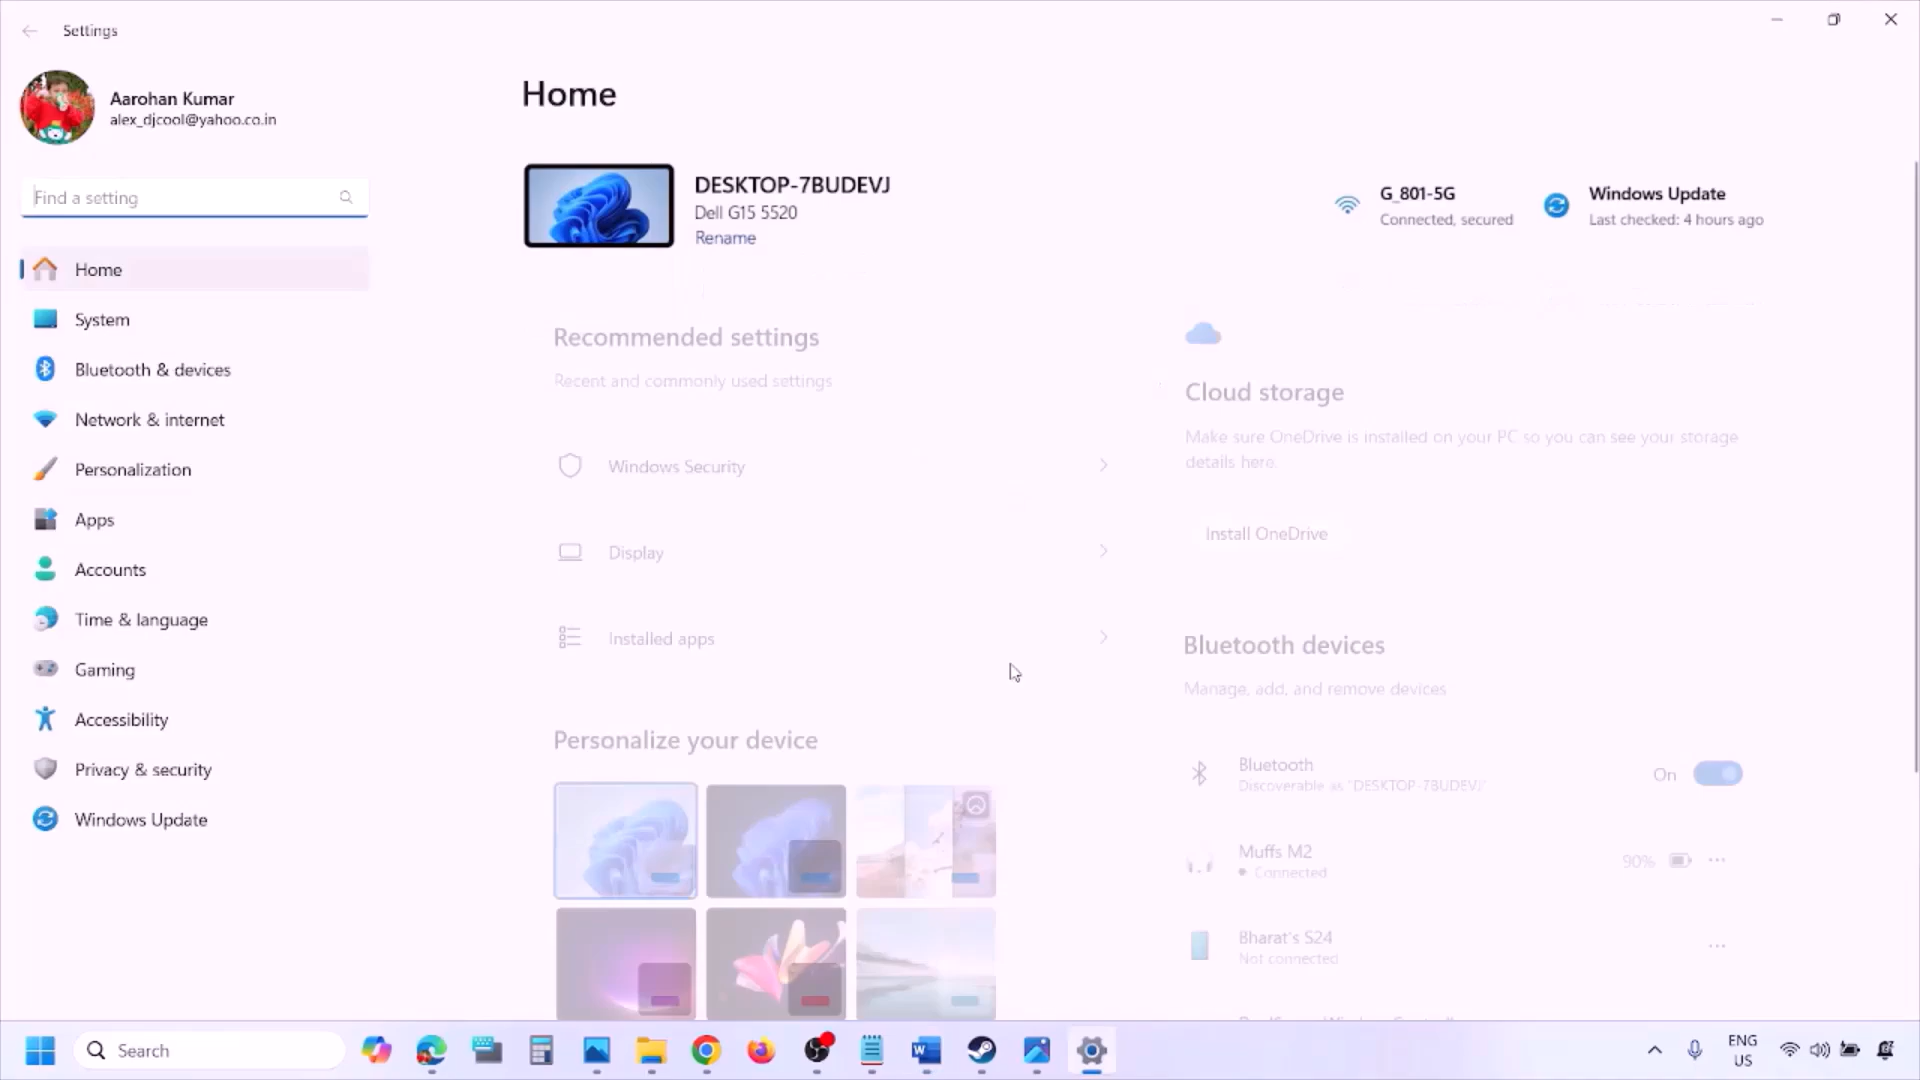 Settings
Aarohan Kumar
alex_djcool@yahoo.co.in
Find a setting
Home
System
Bluetooth & devices
Network & internet
Personalization
Apps
Accounts
Time & language
Gaming
Accessibility
Privacy & security
Windows Update
Home
DESKTOP-7BUDEVJ
Dell G15 5520
Rename
G_801-5G
Connected, secured
Windows Update
Last checked: 4 hours ago
Recommended settings
Recent and commonly used settings
Windows Security
Display
Installed apps
Personalize your device
Cloud storage
Make sure OneDrive is installed on your PC so you can see your storage
details here.
Install OneDrive
Bluetooth devices
Manage, add, and remove devices
Bluetooth
Discoverable as "DESKTOP-7BUDEVJ"
On
Muffs M2
Connected
90%
Bharat's S24
Not connected
Search
ENG
US